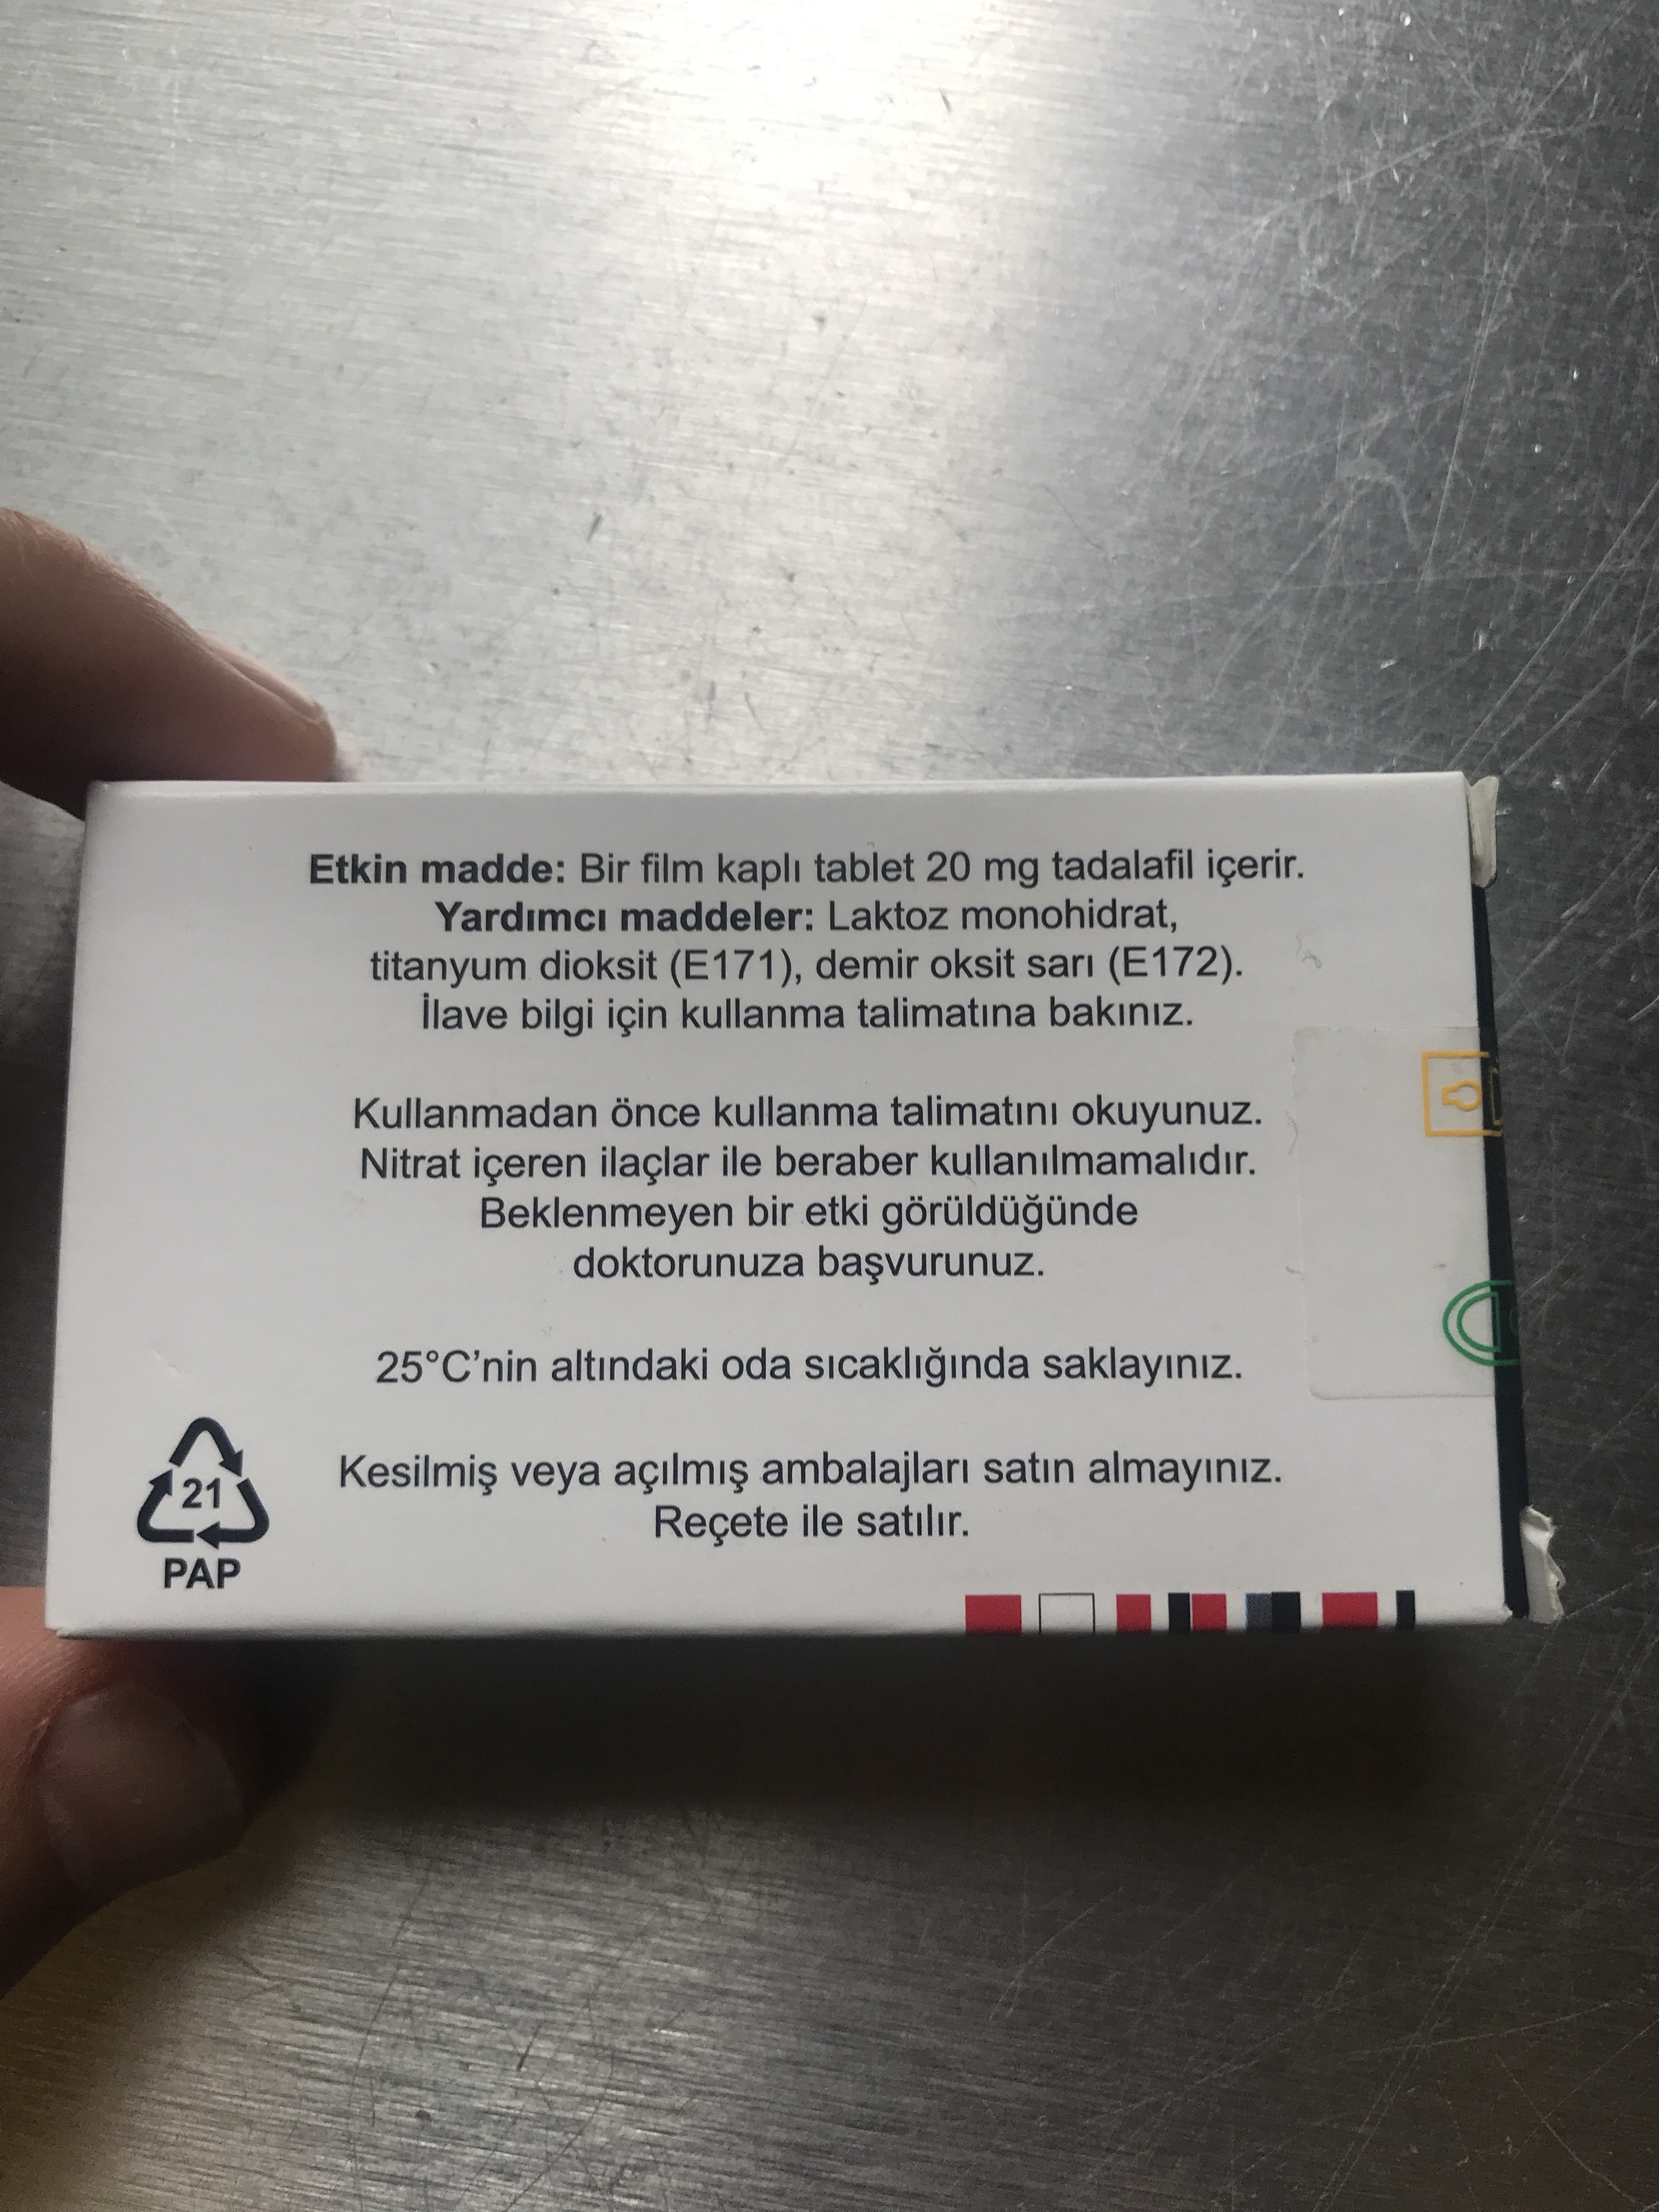 Etkin madde: Bir film kaplı tablet 20 mg tadalafil içerir.
Yardımcı maddeler: Laktoz monohidrat,
titanyum dioksit (E171), demir oksit sarı (E172).
İlave bilgi için kullanma talimatına bakınız.
Kullanmadan önce kullanma talimatını okuyunuz.
Nitrat içeren ilaçlar ile beraber kullanılmamalıdır.
Beklenmeyen bir etki görüldüğünde
doktorunuza başvurunuz.
25°C'nin altındaki oda sıcaklığında saklayınız.
Kesilmiş veya açılmış ambalajları satın almayınız.
Reçete ile satılır.
21
PAP